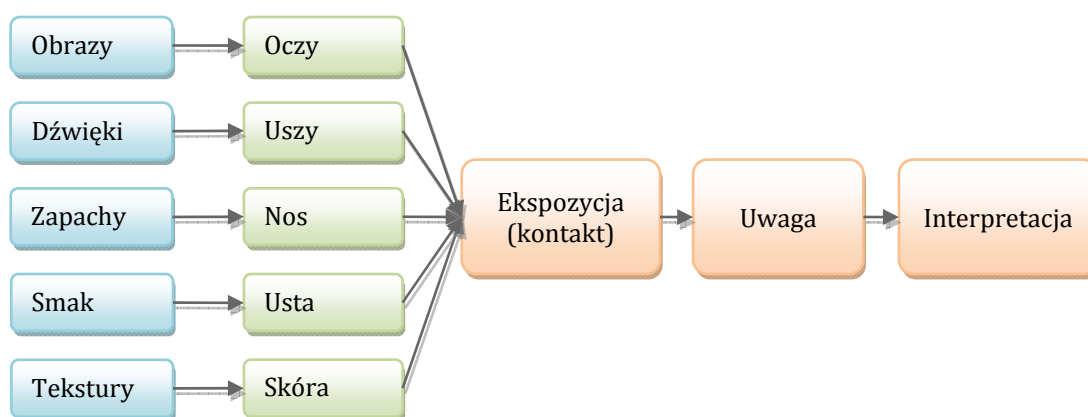 Obrazy
Oczy
Dźwięki
Uszy
Zapachy
Nos
Smak
Usta
Tekstury
Skóra
Ekspozycja
(kontakt)
Uwaga
Interpretacja